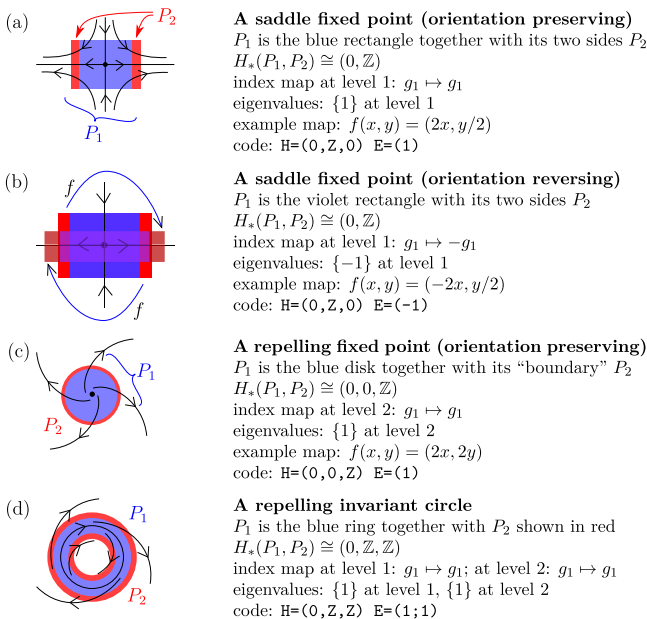 (a)
P₂
P₁
A saddle fixed point (orientation preserving)
P₁ is the blue rectangle together with its two sides P₂
H∗(P₁, P₂) ≅ (0, ℤ)
index map at level 1: g₁ ↦ g₁
eigenvalues: {1} at level 1
example map: f(x, y) = (2x, y/2)
code: H=(0,Z,0) E=(1)
(b)
f
f
A saddle fixed point (orientation reversing)
P₁ is the violet rectangle with its two sides P₂
H∗(P₁, P₂) ≅ (0, ℤ)
index map at level 1: g₁ ↦ −g₁
eigenvalues: {−1} at level 1
example map: f(x, y) = (−2x, y/2)
code: H=(0,Z,0) E=(-1)
(c)
P₁
P₂
A repelling fixed point (orientation preserving)
P₁ is the blue disk together with its “boundary” P₂
H∗(P₁, P₂) ≅ (0, 0, ℤ)
index map at level 2: g₁ ↦ g₁
eigenvalues: {1} at level 2
example map: f(x, y) = (2x, 2y)
code: H=(0,0,Z) E=(1)
(d)
P₁
P₂
A repelling invariant circle
P₁ is the blue ring together with P₂ shown in red
H∗(P₁, P₂) ≅ (0, ℤ, ℤ)
index map at level 1: g₁ ↦ g₁; at level 2: g₁ ↦ g₁
eigenvalues: {1} at level 1, {1} at level 2
code: H=(0,Z,Z) E=(1;1)